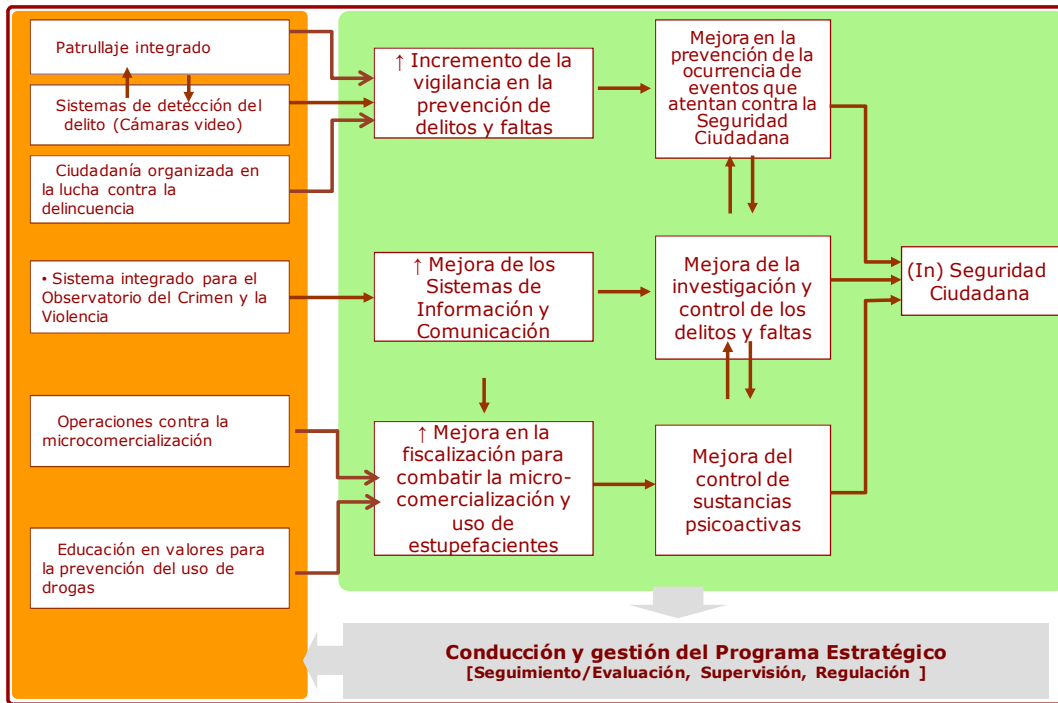 Patrullaje integrado
Sistemas de detección del
delito (Cámaras video)
Ciudadanía organizada en
la lucha contra la
delincuencia
• Sistema integrado para el
Observatorio del Crimen y la
Violencia
Operaciones contra la
microcomercialización
Educación en valores para
la prevención del uso de
drogas
↑ Incremento de la
vigilancia en la
prevención de
delitos y faltas
↑ Mejora de los
Sistemas de
Información y
Comunicación
↑ Mejora en la
fiscalización para
combatir la micro-
comercialización y
uso de
estupefacientes
Mejora en la
prevención de la
ocurrencia de
eventos que
atentan contra la
Seguridad
Ciudadana
Mejora de la
investigación y
control de los
delitos y faltas
Mejora del
control de
sustancias
psicoactivas
(In) Seguridad
Ciudadana
Conducción y gestión del Programa Estratégico
[Seguimiento/Evaluación, Supervisión, Regulación ]